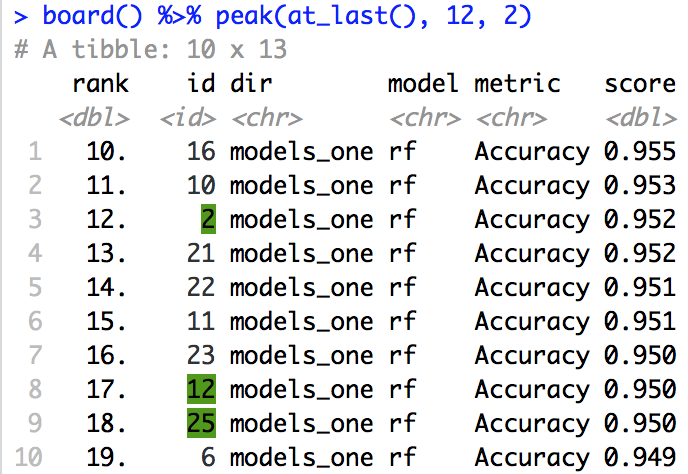 > board() %>% peak(at_last(), 12, 2)
# A tibble: 10 x 13
rank id dir model metric score
<dbl> <id> <chr> <chr> <chr> <dbl>
1 10. 16 models_one rf Accuracy 0.955
2 11. 10 models_one rf Accuracy 0.953
3 12. 2 models_one rf Accuracy 0.952
4 13. 21 models_one rf Accuracy 0.952
5 14. 22 models_one rf Accuracy 0.951
6 15. 11 models_one rf Accuracy 0.951
7 16. 23 models_one rf Accuracy 0.950
8 17. 12 models_one rf Accuracy 0.950
9 18. 25 models_one rf Accuracy 0.950
10 19. 6 models_one rf Accuracy 0.949